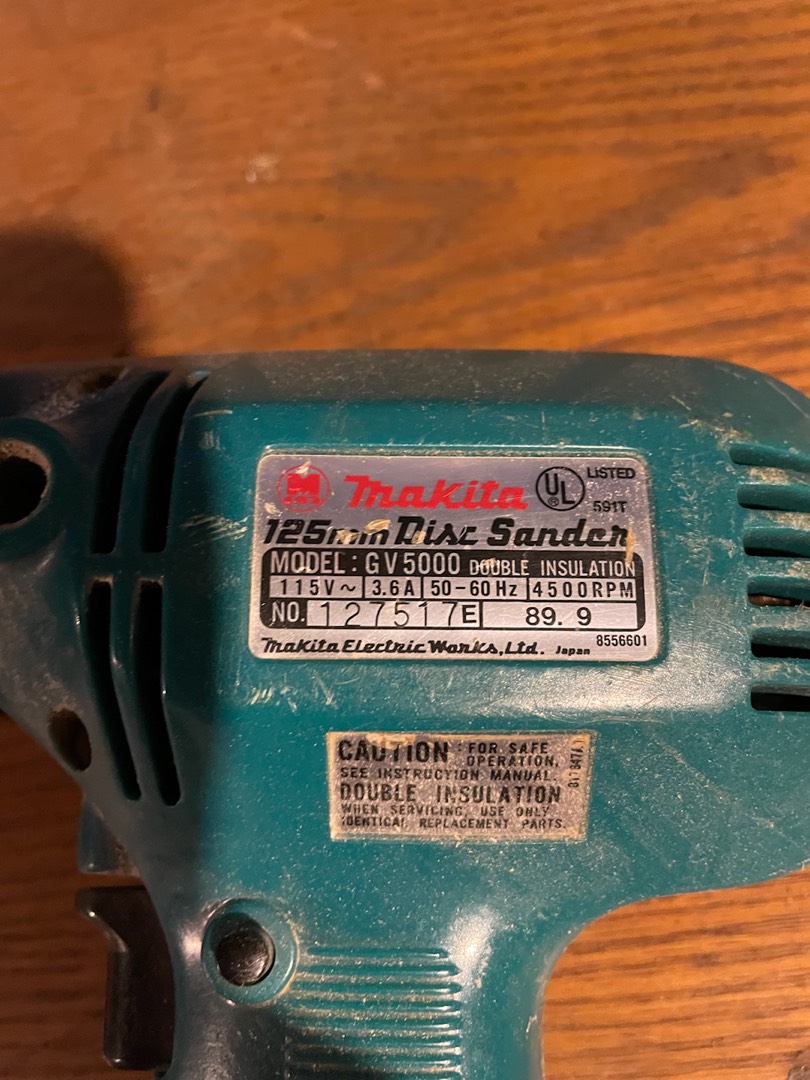 Makita UL® LISTED 591T
125mm Disc Sander
MODEL: GV5000 DOUBLE INSULATION
115V~ 3.6A 50-60Hz 4500RPM
NO. 127517E 89. 9
Makita Electric Works, Ltd. Japan 8556601
CAUTION: FOR SAFE
OPERATION,
SEE INSTRUCTION MANUAL.
DOUBLE INSULATION
WHEN SERVICING, USE ONLY
IDENTICAL REPLACEMENT PARTS.